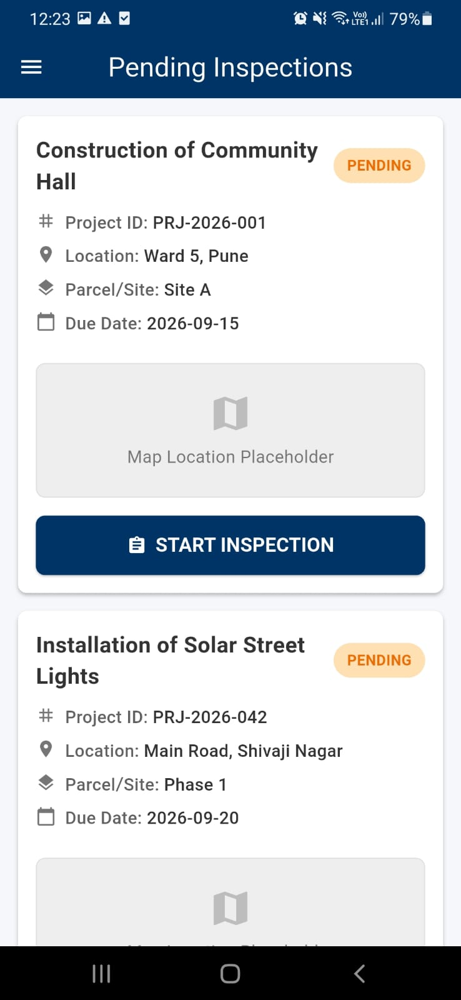 12:23
Vo)) LTE1 79%
Pending Inspections
Construction of Community
Hall
PENDING
Project ID: PRJ-2026-001
Location: Ward 5, Pune
Parcel/Site: Site A
Due Date: 2026-09-15
Map Location Placeholder
START INSPECTION
Installation of Solar Street
Lights
PENDING
Project ID: PRJ-2026-042
Location: Main Road, Shivaji Nagar
Parcel/Site: Phase 1
Due Date: 2026-09-20